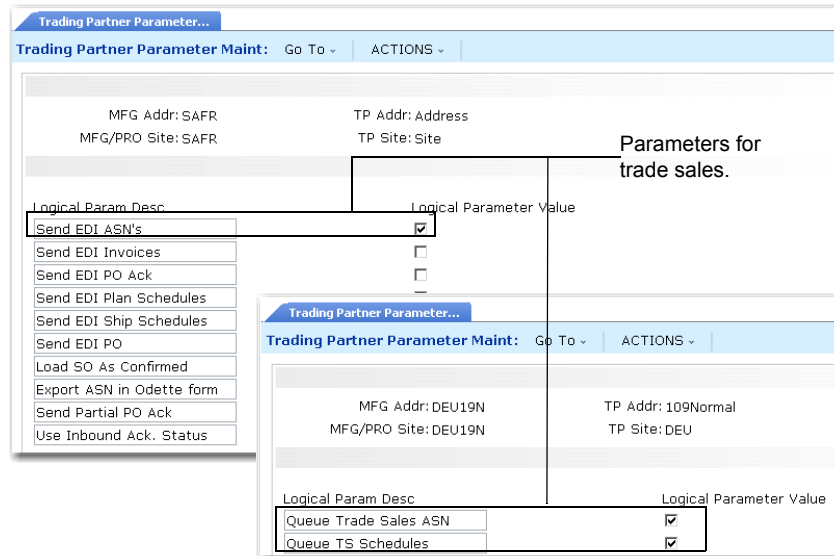 Trading Partner Parameter...
Trading Partner Parameter Maint: Go To ACTIONS
MFG Addr: SAFR TP Addr: Address
MFG/PRO Site: SAFR TP Site: Site
Parameters for
trade sales.
Logical Param Desc Logical Parameter Value
Send EDI ASN's
Send EDI Invoices
Send EDI PO Ack
Send EDI Plan Schedules
Send EDI Ship Schedules
Send EDI PO
Load SO As Confirmed
Export ASN in Odette form
Send Partial PO Ack
Use Inbound Ack. Status
Trading Partner Parameter...
Trading Partner Parameter Maint: Go To ACTIONS
MFG Addr: DEU19N TP Addr: 109Normal
MFG/PRO Site: DEU19N TP Site: DEU
Logical Param Desc Logical Parameter Value
Queue Trade Sales ASN
Queue TS Schedules